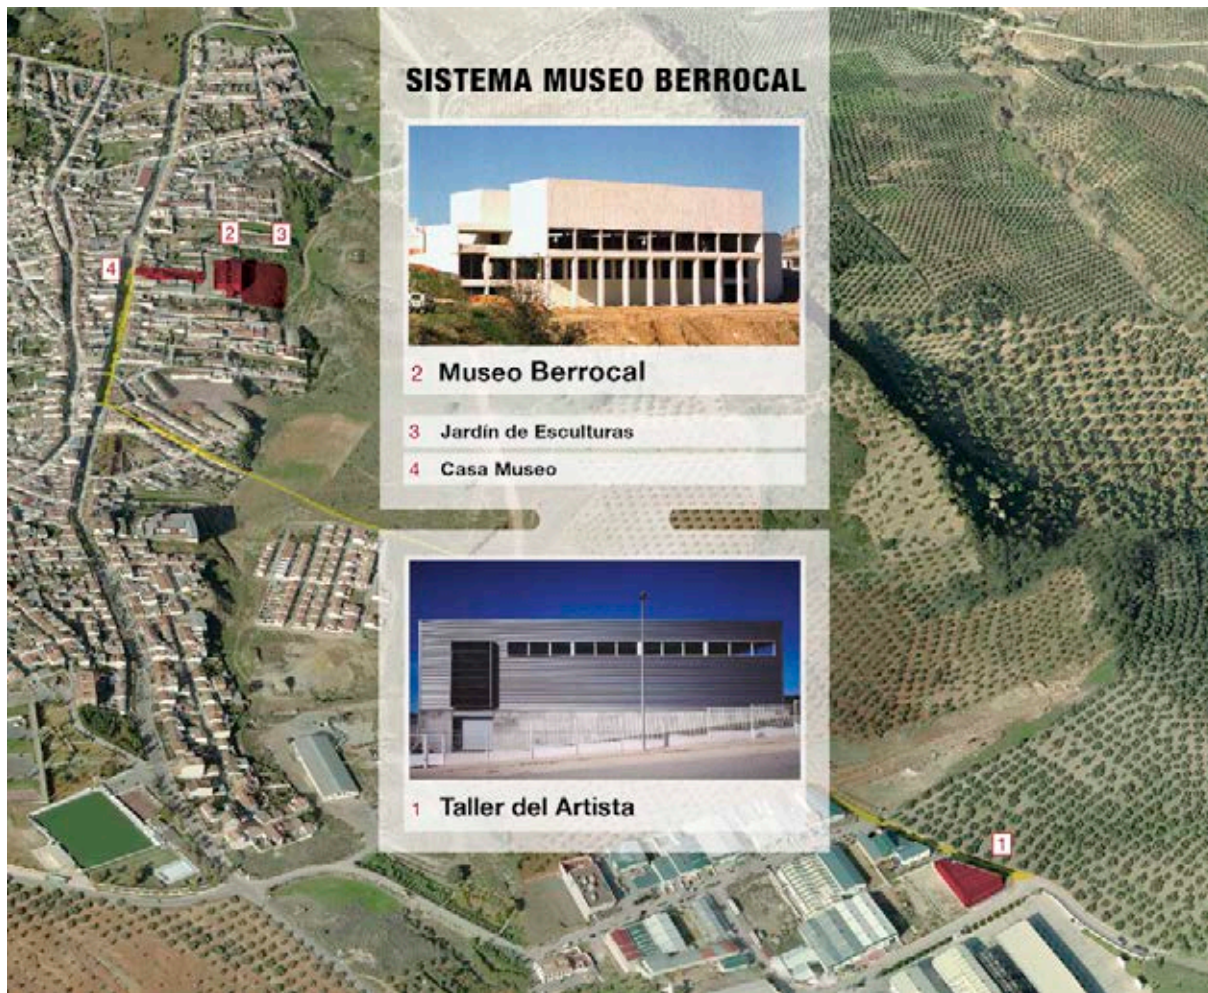 SISTEMA MUSEO BERROCAL
2 3
4
2 Museo Berrocal
3 Jardín de Esculturas
4 Casa Museo
1 Taller del Artista
1